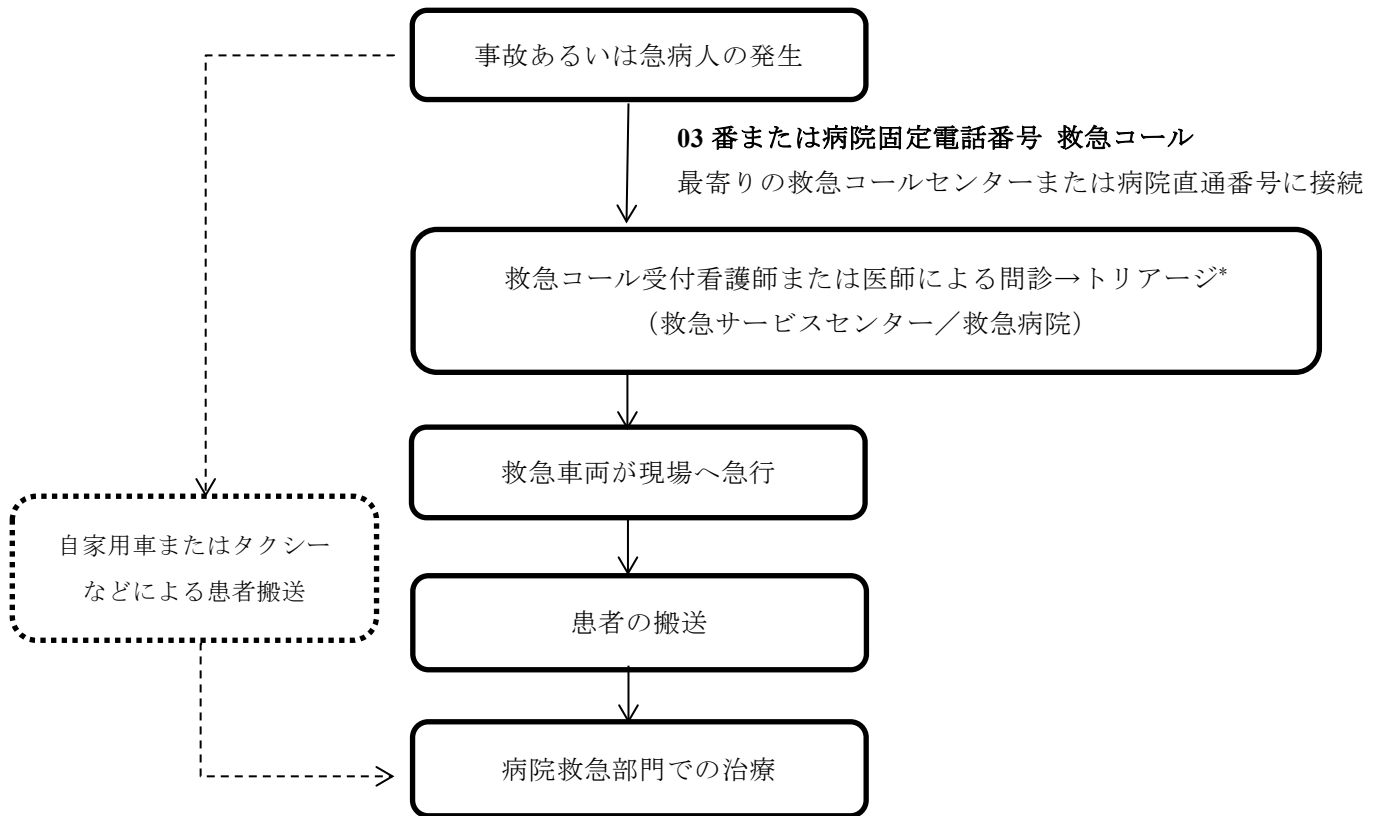 事故あるいは急病人の発生
03 番または病院固定電話番号 救急コール
最寄りの救急コールセンターまたは病院直通番号に接続
救急コール受付看護師または医師による問診→トリアージ*
（救急サービスセンター／救急病院）
救急車両が現場へ急行
自家用車またはタクシー
などによる患者搬送
患者の搬送
病院救急部門での治療